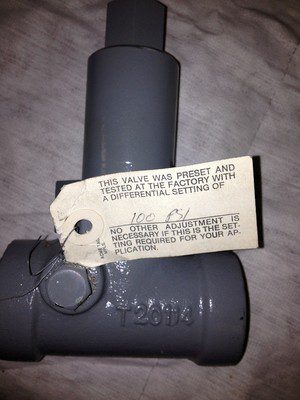 THIS VALVE WAS PRESET AND
TESTED AT THE FACTORY WITH
A DIFFERENTIAL SETTING OF
100 PSI
NO OTHER ADJUSTMENT IS
NECESSARY IF THIS IS THE SET-
TING REQUIRED FOR YOUR AP-
PLICATION.